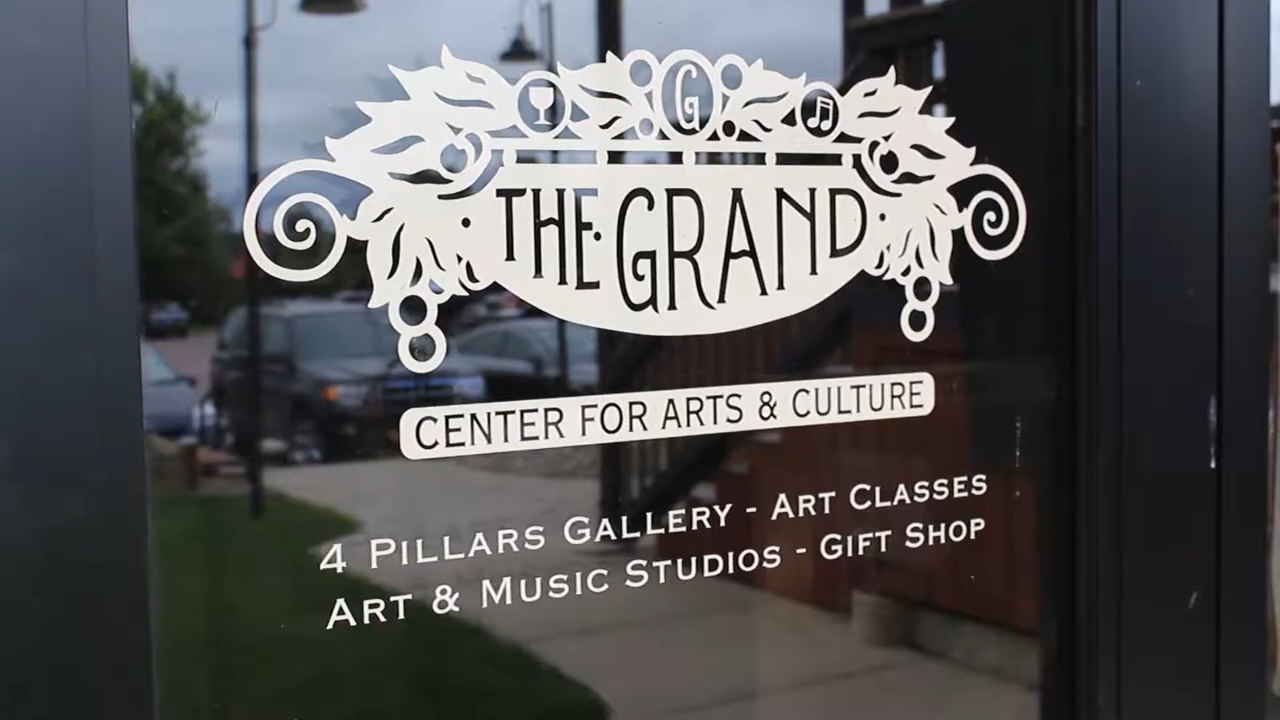 G
THE GRAND
CENTER FOR ARTS & CULTURE
4 PILLARS GALLERY - ART CLASSES
ART & MUSIC STUDIOS - GIFT SHOP